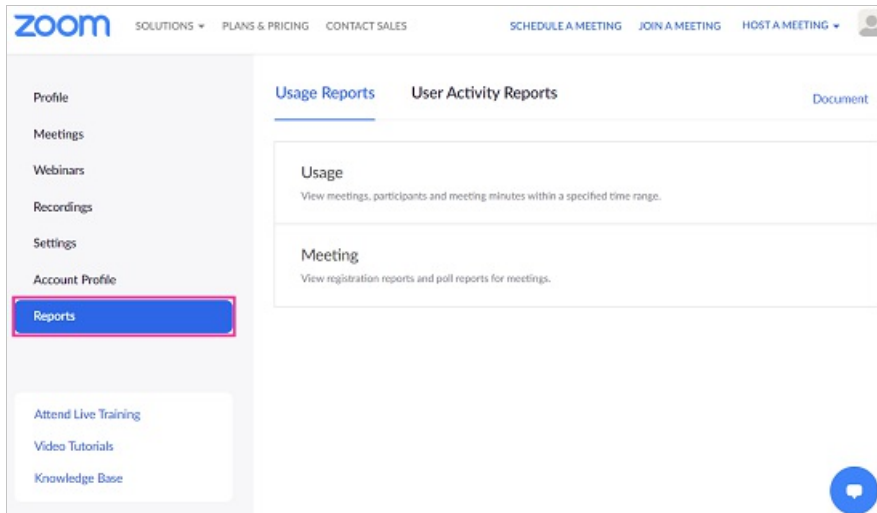 zoom SOLUTIONS PLANS & PRICING CONTACT SALES SCHEDULE A MEETING JOIN A MEETING HOST A MEETING
Profile
Meetings
Webinars
Recordings
Settings
Account Profile
Reports
Attend Live Training
Video Tutorials
Knowledge Base
Usage Reports User Activity Reports Document
Usage
View meetings, participants and meeting minutes within a specified time range.
Meeting
View registration reports and poll reports for meetings.